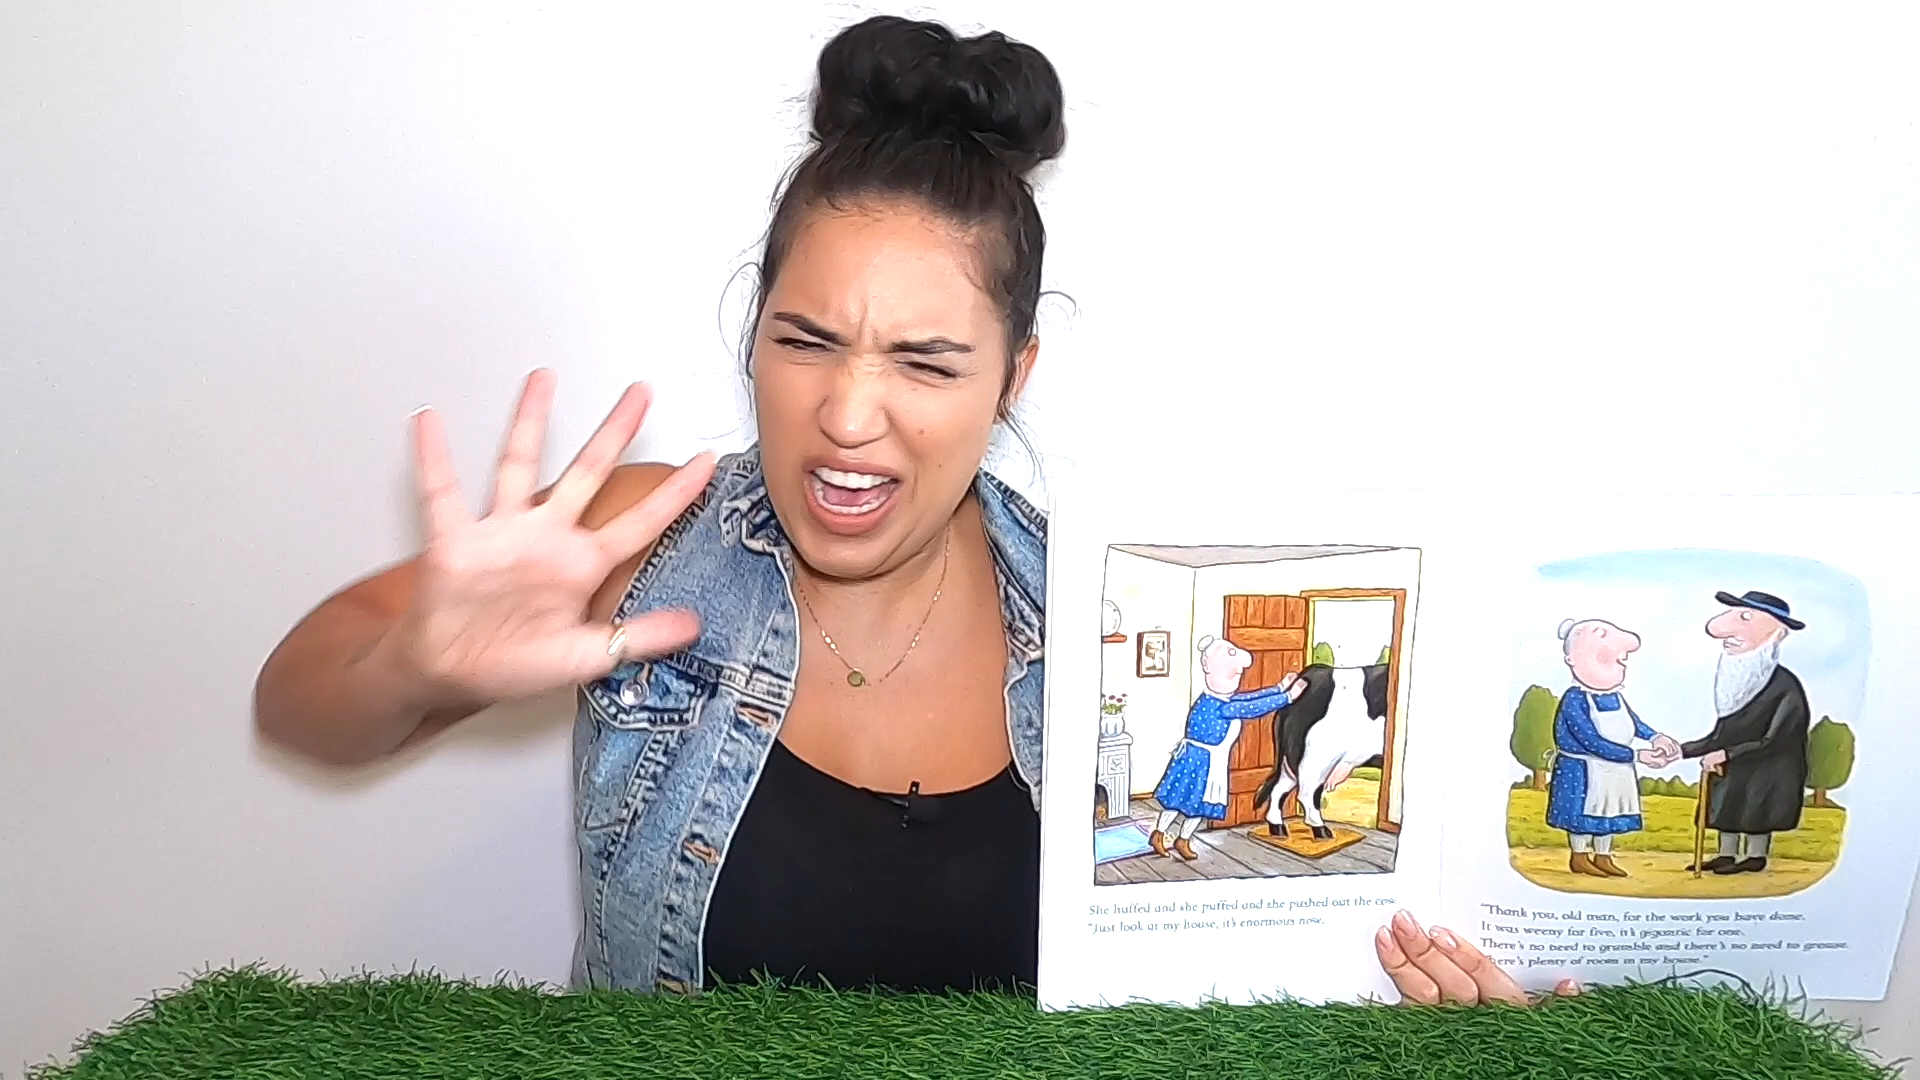 She huffed and she puffed and she pushed out the cow
"Just look at my house, it's enormous now.
"Thank you, old man, for the work you have done.
It was weeny for five, it's gigantic for one.
There's no need to grumble and there's no need to grouse.
here's plenty of room in my house."